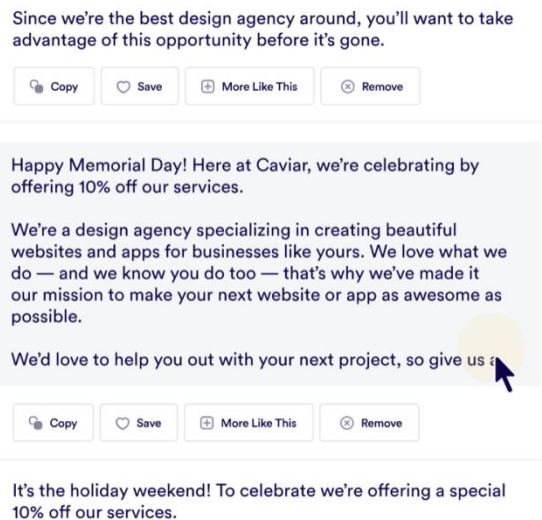 Since we’re the best design agency around, you’ll want to take
advantage of this opportunity before it’s gone.
Copy Save More Like This Remove
Happy Memorial Day! Here at Caviar, we’re celebrating by
offering 10% off our services.
We’re a design agency specializing in creating beautiful
websites and apps for businesses like yours. We love what we
do — and we know you do too — that’s why we’ve made it
our mission to make your next website or app as awesome as
possible.
We’d love to help you out with your next project, so give us
Copy Save More Like This Remove
It’s the holiday weekend! To celebrate we’re offering a special
10% off our services.